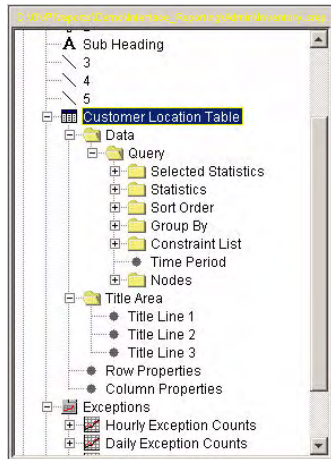 A Sub Heading
3
4
5
Customer Location Table
Data
Query
Selected Statistics
Statistics
Sort Order
Group By
Constraint List
Time Period
Nodes
Title Area
Title Line 1
Title Line 2
Title Line 3
Row Properties
Column Properties
Exceptions
Hourly Exception Counts
Daily Exception Counts